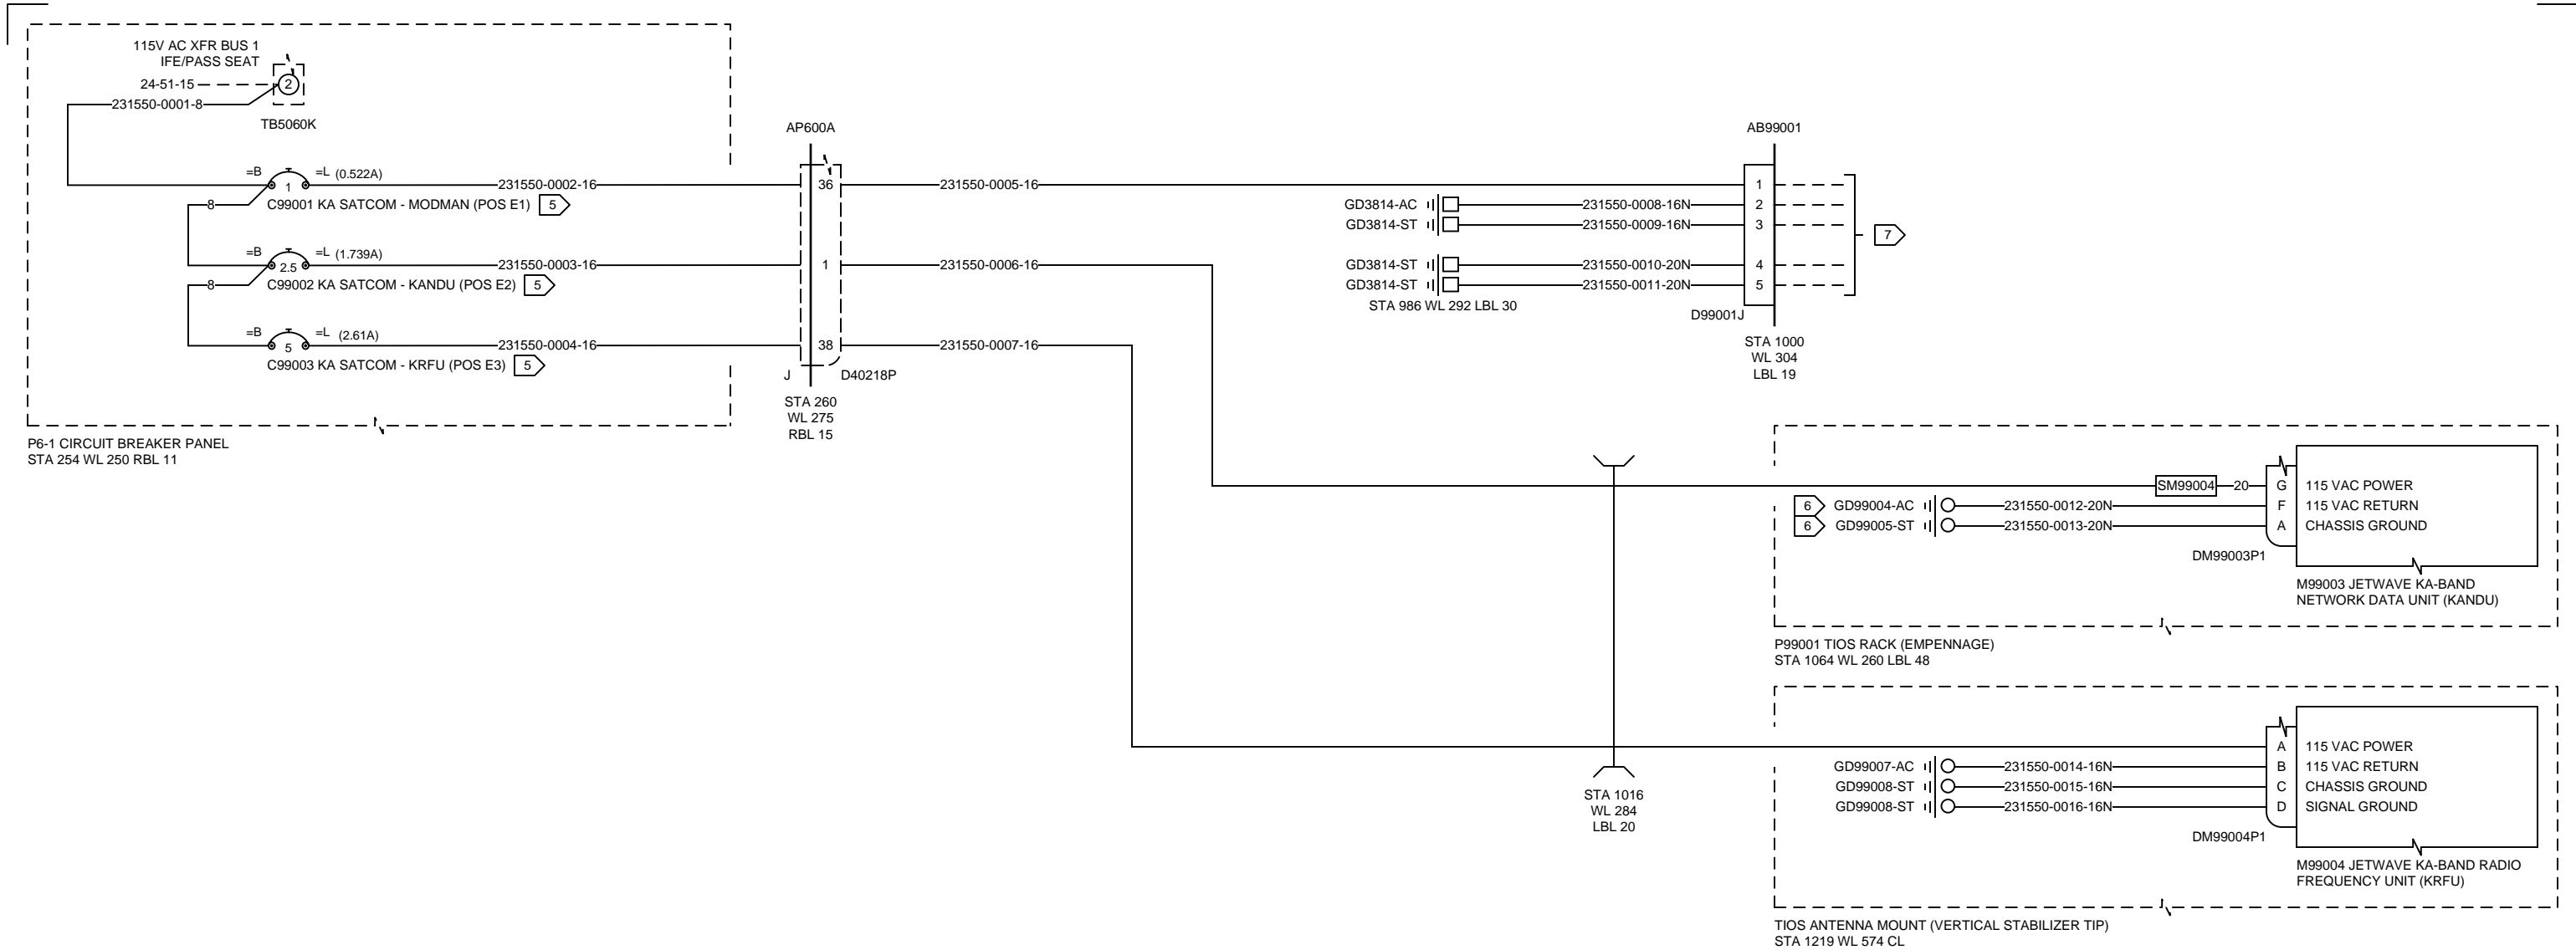 115V AC XFR BUS 1
IFE/PASS SEAT
24-51-15
2
231550-0001-8
TB5060K
=B
1
=L (0.522A)
231550-0002-16
8
C99001 KA SATCOM - MODMAN (POS E1)
5
=B
2.5
=L (1.739A)
231550-0003-16
8
C99002 KA SATCOM - KANDU (POS E2)
5
=B
5
=L (2.61A)
231550-0004-16
C99003 KA SATCOM - KRFU (POS E3)
5
P6-1 CIRCUIT BREAKER PANEL
STA 254 WL 250 RBL 11
AP600A
36
1
38
J
D40218P
STA 260
WL 275
RBL 15
231550-0005-16
231550-0006-16
231550-0007-16
AB99001
GD3814-AC
231550-0008-16N
GD3814-ST
231550-0009-16N
GD3814-ST
231550-0010-20N
GD3814-ST
231550-0011-20N
STA 986 WL 292 LBL 30
1
2
3
4
5
7
D99001J
STA 1000
WL 304
LBL 19
STA 1016
WL 284
LBL 20
SM99004
20
G
115 VAC POWER
6
GD99004-AC
231550-0012-20N
F
115 VAC RETURN
6
GD99005-ST
231550-0013-20N
A
CHASSIS GROUND
DM99003P1
M99003 JETWAVE KA-BAND
NETWORK DATA UNIT (KANDU)
P99001 TIOS RACK (EMPENNAGE)
STA 1064 WL 260 LBL 48
A
115 VAC POWER
GD99007-AC
231550-0014-16N
B
115 VAC RETURN
GD99008-ST
231550-0015-16N
C
CHASSIS GROUND
GD99008-ST
231550-0016-16N
D
SIGNAL GROUND
DM99004P1
M99004 JETWAVE KA-BAND RADIO
FREQUENCY UNIT (KRFU)
TIOS ANTENNA MOUNT (VERTICAL STABILIZER TIP)
STA 1219 WL 574 CL